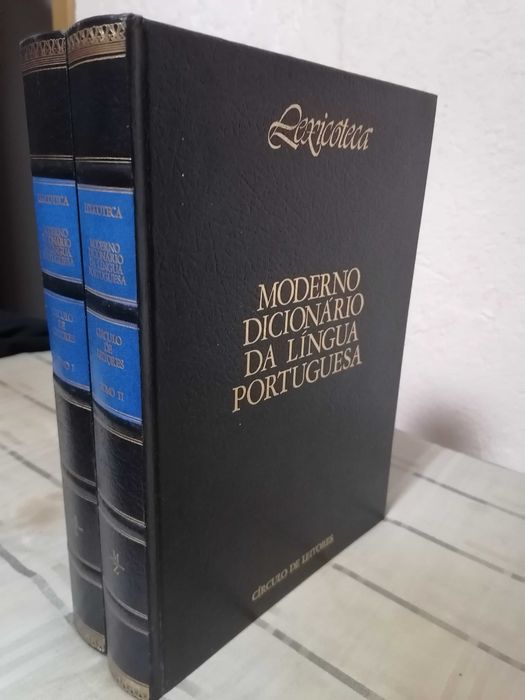 Lexicoteca
MODERNO
DICIONÁRIO
DA LÍNGUA
PORTUGUESA
CÍRCULO DE LEITORES
LEXICOTECA
MODERNO
DICIONÁRIO
DA LÍNGUA
PORTUGUESA
CÍRCULO
DE
LEITORES
TOMO II
M
Z
LEXICOTECA
MODERNO
DICIONÁRIO
DA LÍNGUA
PORTUGUESA
CÍRCULO
DE
LEITORES
TOMO I